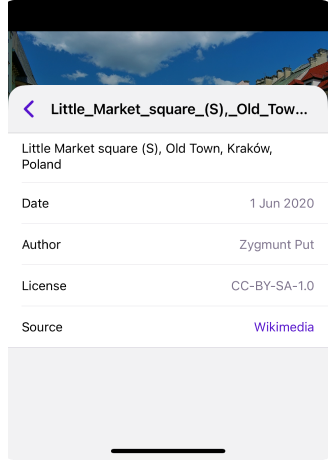 Little_Market_square_(S),_Old_Tow...
Little Market square (S), Old Town, Kraków,
Poland
Date 1 Jun 2020
Author Zygmunt Put
License CC-BY-SA-1.0
Source Wikimedia